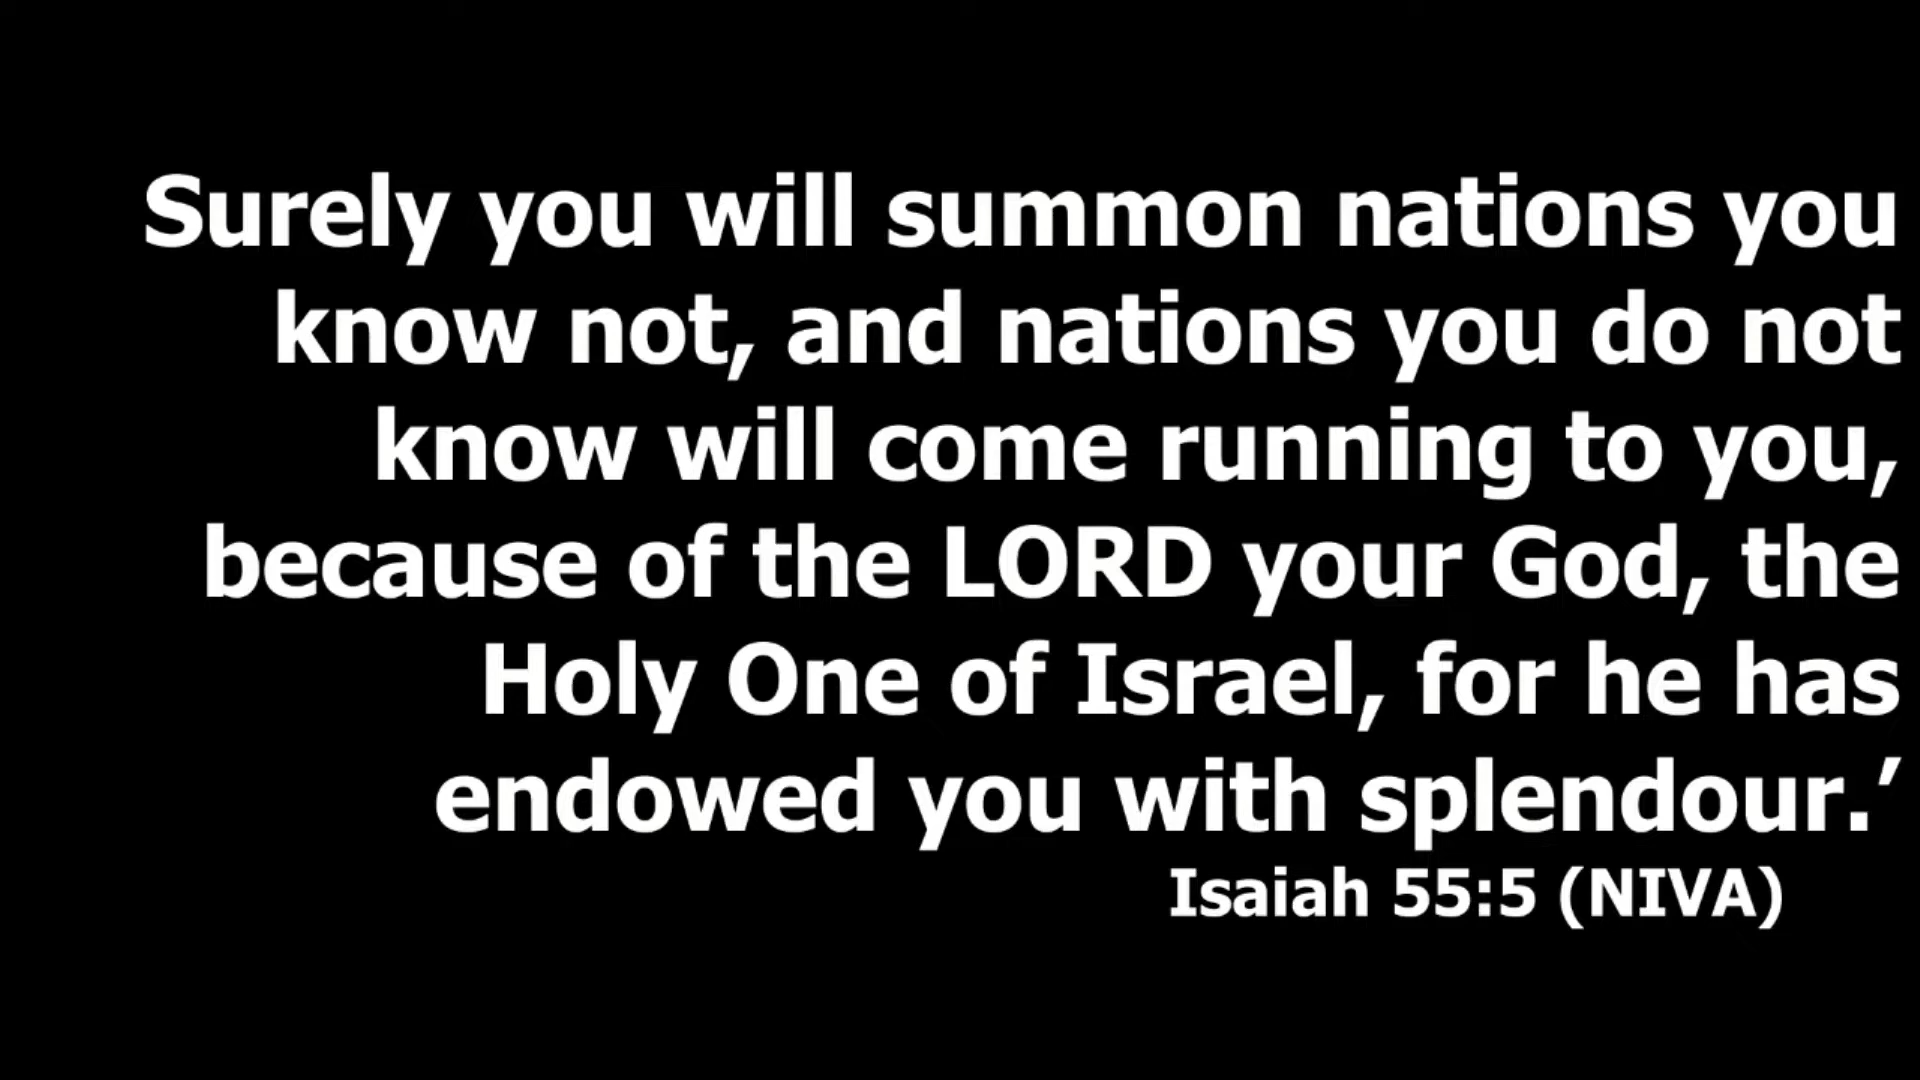 Surely you will summon nations you
know not, and nations you do not
know will come running to you,
because of the LORD your God, the
Holy One of Israel, for he has
endowed you with splendour.’
Isaiah 55:5 (NIVA)